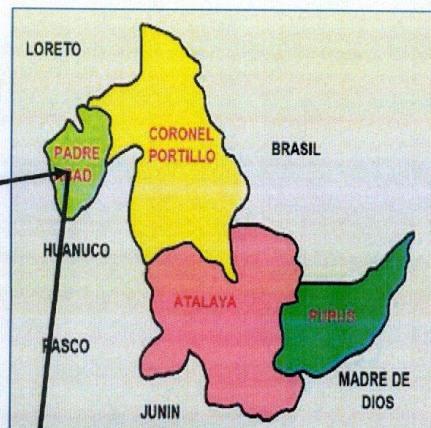 LORETO
CORONEL
PORTILLO
PADRE
BRASIL
HUANUCO
ATALAYA
PURUS
PASCO
MADRE DE
DIOS
JUNIN